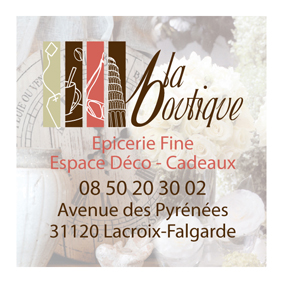 la
boutique
Epicerie Fine
Espace Déco - Cadeaux
08 50 20 30 02
Avenue des Pyrénées
31120 Lacroix-Falgarde